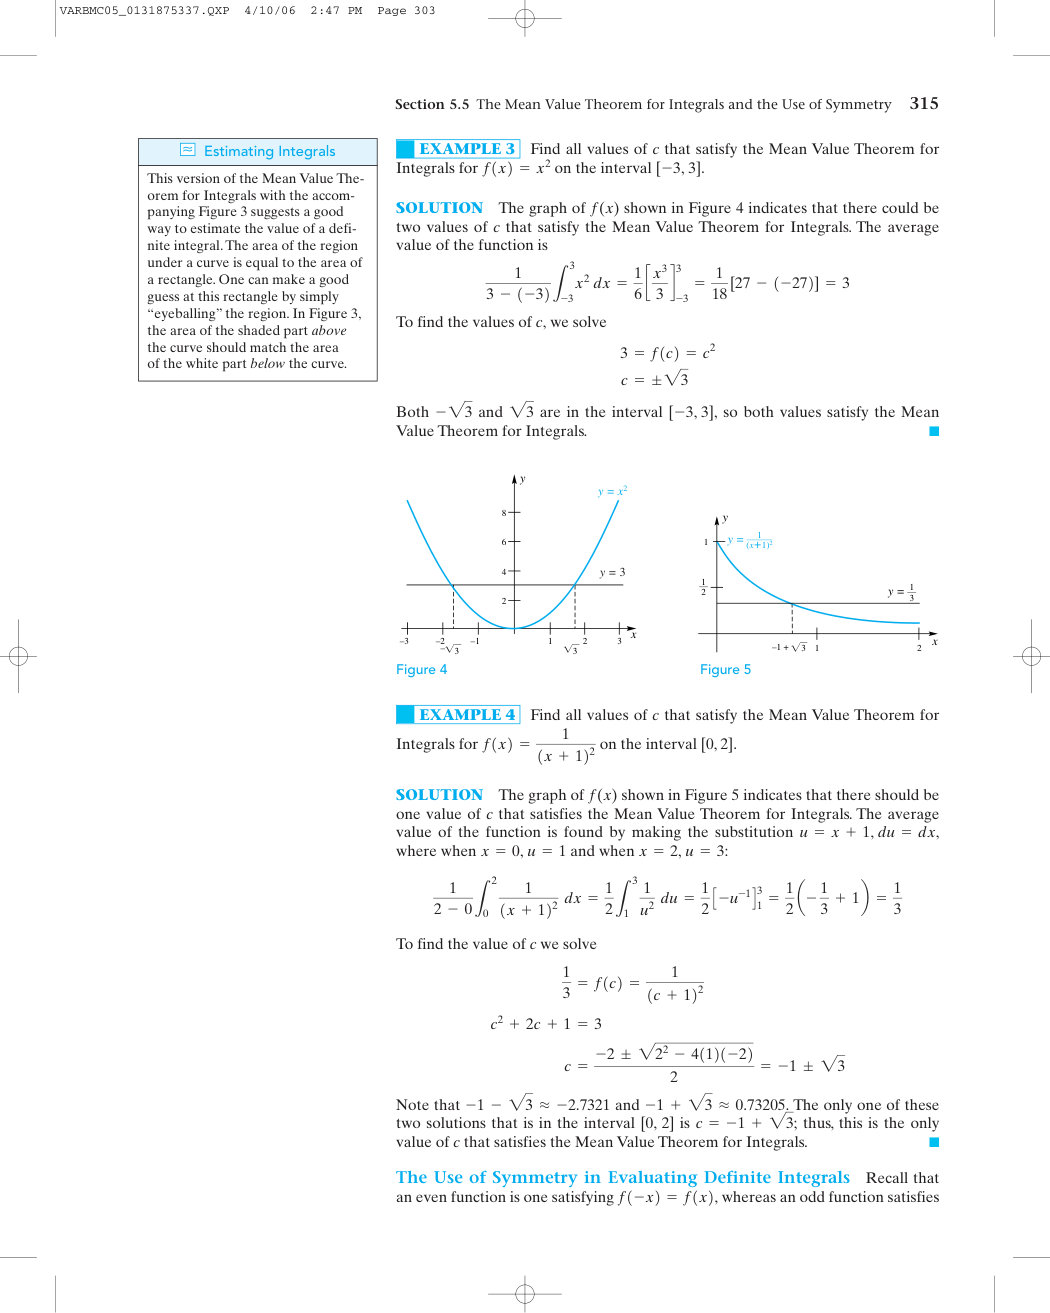 VARBMC05_0131875337.QXP 4/10/06 2:47 PM Page 303
Section 5.5 The Mean Value Theorem for Integrals and the Use of Symmetry 315
≈ Estimating Integrals
This version of the Mean Value The-
orem for Integrals with the accom-
panying Figure 3 suggests a good
way to estimate the value of a defi-
nite integral. The area of the region
under a curve is equal to the area of
a rectangle. One can make a good
guess at this rectangle by simply
“eyeballing” the region. In Figure 3,
the area of the shaded part above
the curve should match the area
of the white part below the curve.
EXAMPLE 3 Find all values of c that satisfy the Mean Value Theorem for
Integrals for f(x) = x² on the interval [−3, 3].
SOLUTION The graph of f(x) shown in Figure 4 indicates that there could be
two values of c that satisfy the Mean Value Theorem for Integrals. The average
value of the function is
1/(3 − (−3)) ∫_{−3}^{3} x² dx = 1/6 [x³/3]_{−3}^{3} = 1/18 [27 − (−27)] = 3
To find the values of c, we solve
3 = f(c) = c²
c = ±√3
Both −√3 and √3 are in the interval [−3, 3], so both values satisfy the Mean
Value Theorem for Integrals.
y
y = x²
8
6
4
y = 3
2
−3 −2 −1 1 2 3 x
−√3 √3
Figure 4
y
1
y = 1/(x+1)²
1/2
y = 1/3
−1 + √3 1 2 x
Figure 5
EXAMPLE 4 Find all values of c that satisfy the Mean Value Theorem for
Integrals for f(x) = 1/(x + 1)² on the interval [0, 2].
SOLUTION The graph of f(x) shown in Figure 5 indicates that there should be
one value of c that satisfies the Mean Value Theorem for Integrals. The average
value of the function is found by making the substitution u = x + 1, du = dx,
where when x = 0, u = 1 and when x = 2, u = 3:
1/(2 − 0) ∫_{0}^{2} 1/(x + 1)² dx = 1/2 ∫_{1}^{3} 1/u² du = 1/2 [−u⁻¹]_{1}^{3} = 1/2 (−1/3 + 1) = 1/3
To find the value of c we solve
1/3 = f(c) = 1/(c + 1)²
c² + 2c + 1 = 3
c = (−2 ± √(2² − 4(1)(−2)))/2 = −1 ± √3
Note that −1 − √3 ≈ −2.7321 and −1 + √3 ≈ 0.73205. The only one of these
two solutions that is in the interval [0, 2] is c = −1 + √3; thus, this is the only
value of c that satisfies the Mean Value Theorem for Integrals.
The Use of Symmetry in Evaluating Definite Integrals Recall that
an even function is one satisfying f(−x) = f(x), whereas an odd function satisfies